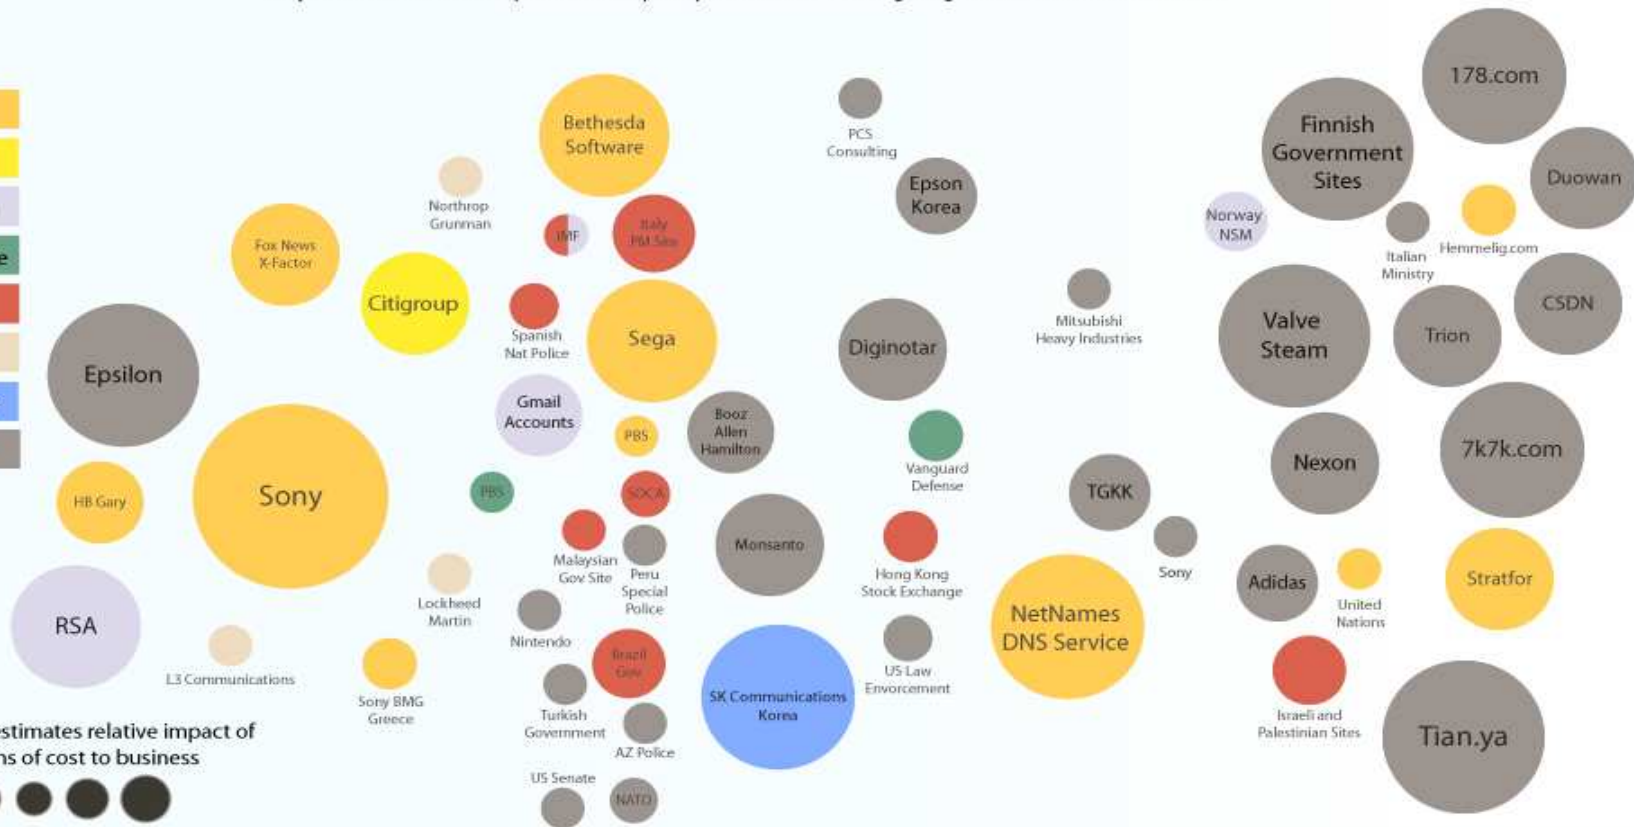 178.com
Bethesda
Software
PCS
Consulting
Finnish
Government
Sites
Duowan
Epson
Korea
Northrop
Grunman
IMF
Italy
PM Site
Norway
NSM
Italian
Ministry
Hemmelig.com
Fox News
X-Factor
Citigroup
Spanish
Nat Police
Sega
Mitsubishi
Heavy Industries
Valve
Steam
Trion
CSDN
Epsilon
Diginotar
Gmail
Accounts
PBS
Booz
Allen
Hamilton
Vanguard
Defense
Nexon
7k7k.com
HB Gary
Sony
PBS
SOCA
TGKK
Malaysian
Gov Site
Peru
Special
Police
Monsanto
Hong Kong
Stock Exchange
Sony
Adidas
United
Nations
Stratfor
RSA
L3 Communications
Lockheed
Martin
Sony BMG
Greece
Nintendo
Brazil
Gov
Turkish
Government
AZ Police
SK Communications
Korea
US Law
Envorcement
NetNames
DNS Service
Israeli and
Palestinian Sites
Tian.ya
US Senate
NATO
e
estimates relative impact of
ns of cost to business